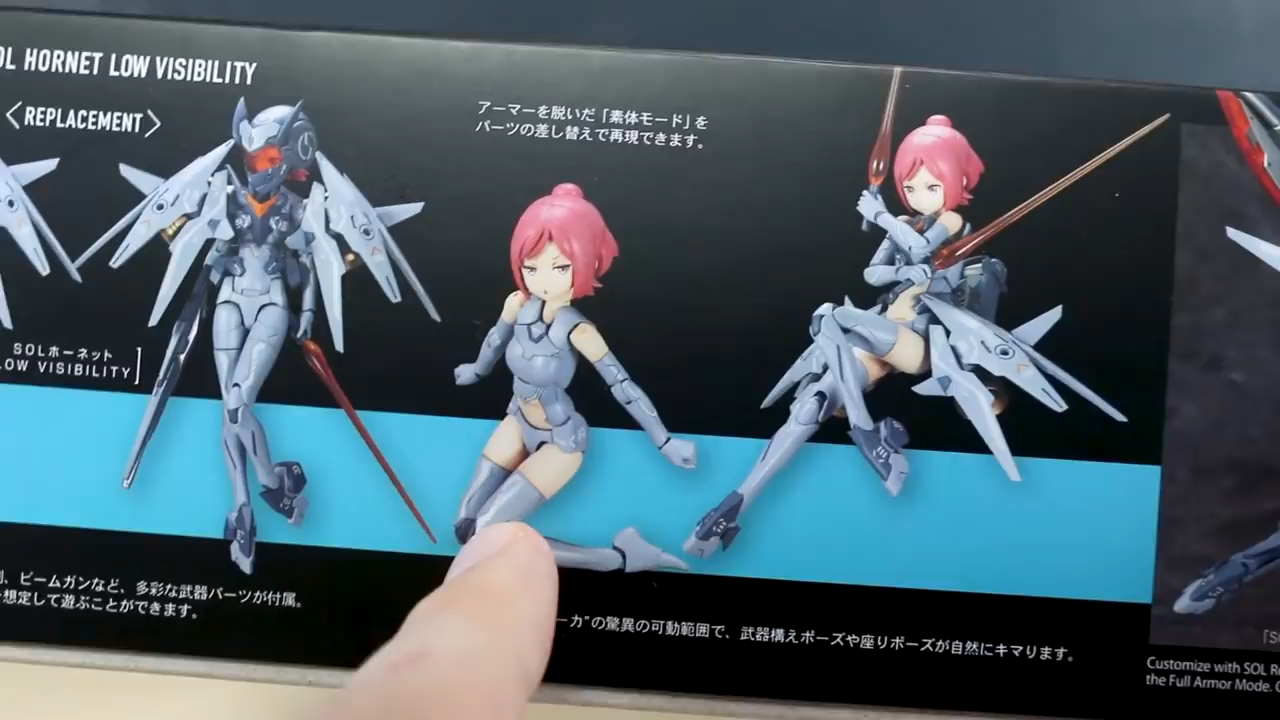 SOL HORNET LOW VISIBILITY
<REPLACEMENT>
アーマーを脱いだ「素体モード」を
パーツの差し替えで再現できます。
SOLホーネット
LOW VISIBILITY]
、ビームガンなど、多彩な武器パーツが付属。
想定して遊ぶことができます。
ーカ”の驚異の可動範囲で、武器構えポーズや座りポーズが自然にキマります。
「S
Customize with SOL R
the Full Armor Mode.